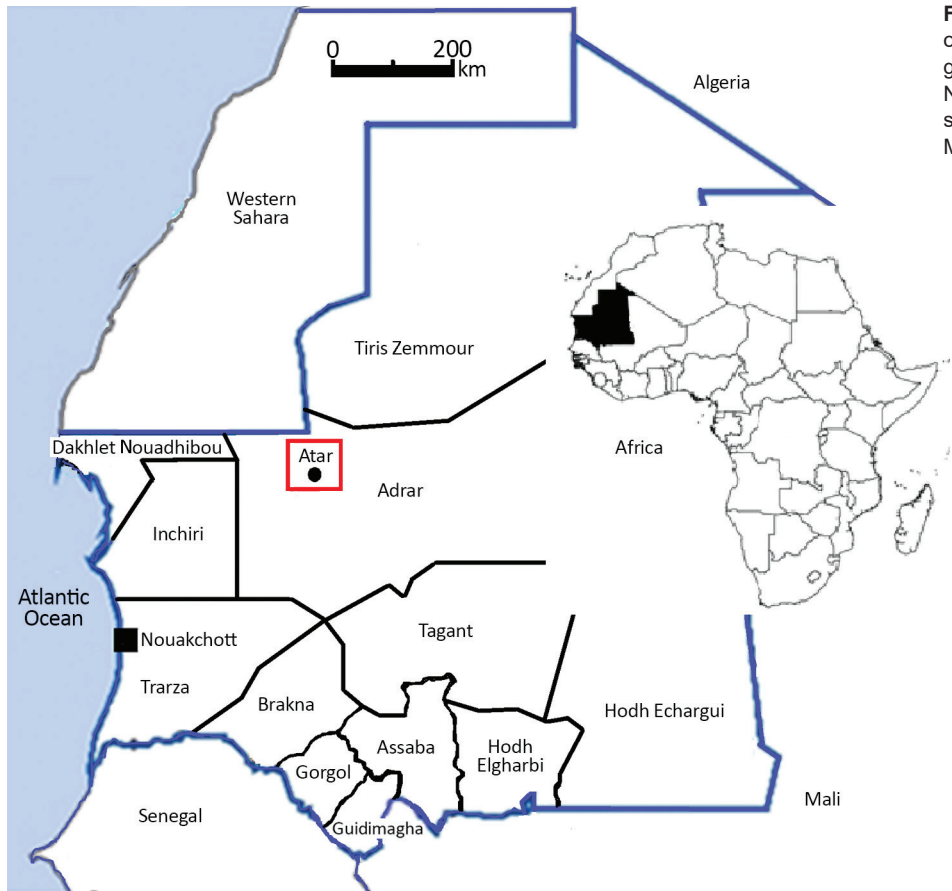 0 200
km
Algeria
Western
Sahara
Tiris Zemmour
Africa
Dakhlet Nouadhibou
Atar
Adrar
Inchiri
Atlantic
Ocean
Nouakchott
Tagant
Trarza
Brakna
Hodh Echargui
Assaba
Hodh
Elgharbi
Gorgol
Mali
Senegal
Guidimagha